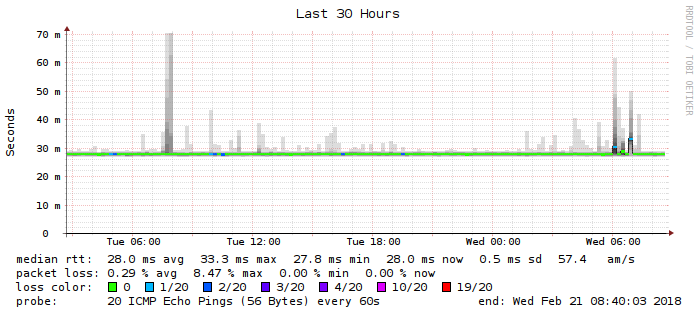 Last 30 Hours
RRDTOOL / TOBI OETIKER
Seconds
70 m
60 m
50 m
40 m
30 m
20 m
10 m
0
Tue 06:00 Tue 12:00 Tue 18:00 Wed 00:00 Wed 06:00
median rtt: 28.0 ms avg 33.3 ms max 27.8 ms min 28.0 ms now 0.5 ms sd 57.4 am/s
packet loss: 0.29 % avg 8.47 % max 0.00 % min 0.00 % now
loss color: 0 1/20 2/20 3/20 4/20 10/20 19/20
probe: 20 ICMP Echo Pings (56 Bytes) every 60s end: Wed Feb 21 08:40:03 2018